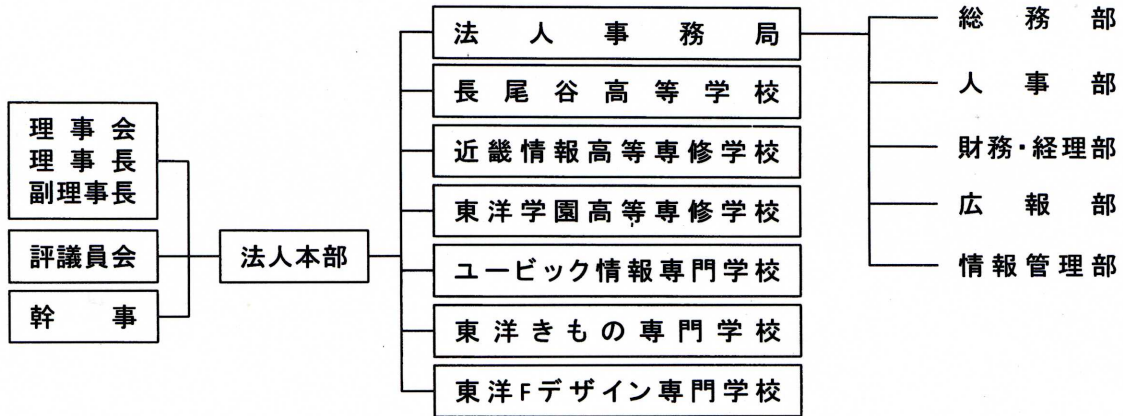 理事会
理事長
副理事長
評議員会
幹事
法人本部
法人事務局
長尾谷高等学校
近畿情報高等専修学校
東洋学園高等専修学校
ユービック情報専門学校
東洋きもの専門学校
東洋Fデザイン専門学校
総務部
人事部
財務・経理部
広報部
情報管理部